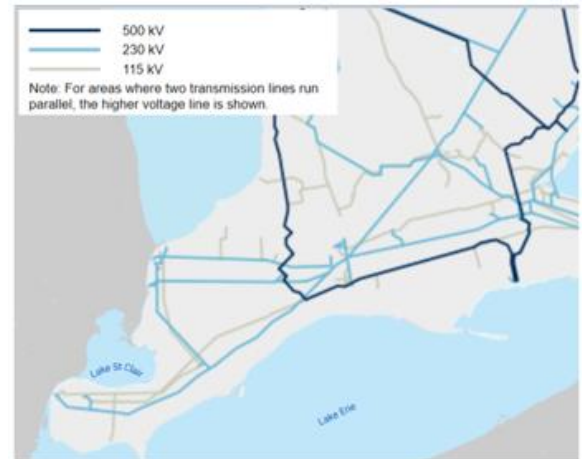 500 kV
230 kV
115 kV
Note: For areas where two transmission lines run
parallel, the higher voltage line is shown.
Lake St.Clair
Lake Erie